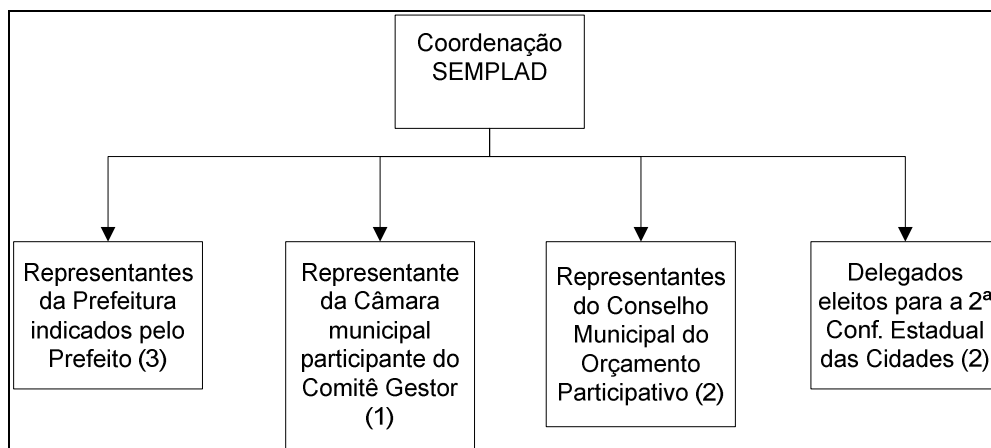 Coordenação
SEMPLAD
Representantes
da Prefeitura
indicados pelo
Prefeito (3)
Representante
da Câmara
municipal
participante do
Comitê Gestor
(1)
Representantes
do Conselho
Municipal do
Orçamento
Participativo (2)
Delegados
eleitos para a 2ª
Conf. Estadual
das Cidades (2)